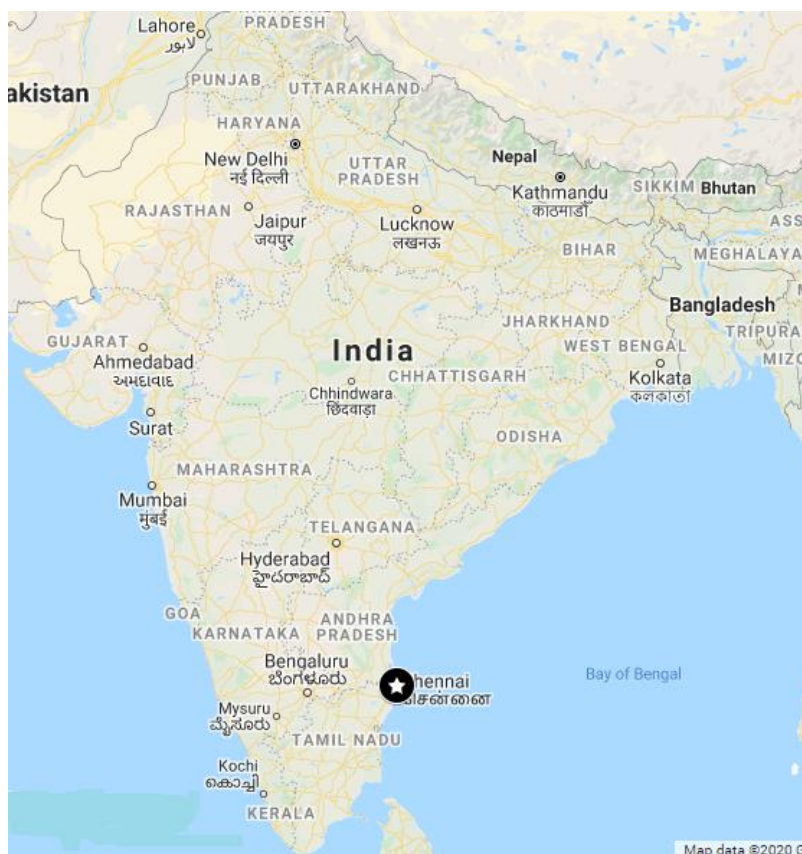 PRADESH
Lahore
لاہور
PUNJAB
UTTARAKHAND
akistan
HARYANA
New Delhi
नई दिल्ली
UTTAR
PRADESH
Nepal
Kathmandu
काठमाडौँ
SIKKIM
Bhutan
RAJASTHAN
Jaipur
जयपुर
Lucknow
लखनऊ
ASS
BIHAR
MEGHALAYA
Bangladesh
GUJARAT
Ahmedabad
અમદાવાદ
India
JHARKHAND
WEST BENGAL
TRIPURA
MIZO
Kolkata
কলকাতা
CHHATTISGARH
Chhindwara
छिंदवाड़ा
Surat
ODISHA
MAHARASHTRA
Mumbai
मुंबई
TELANGANA
Hyderabad
హైదరాబాద్
GOA
KARNATAKA
ANDHRA
PRADESH
Bengaluru
ಬೆಂಗಳೂರು
hennai
சென்னை
Bay of Bengal
Mysuru
ಮೈಸೂರು
TAMIL NADU
Kochi
കൊച്ചി
KERALA
Map data ©2020 G